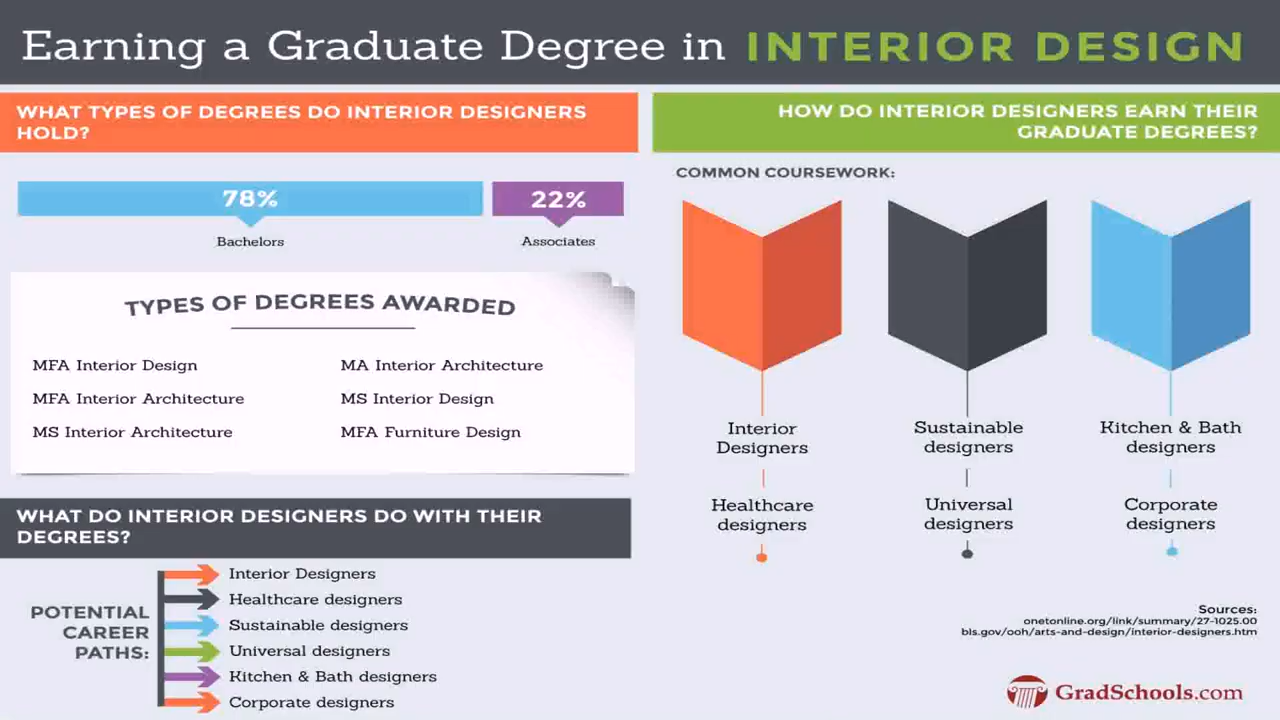 Earning a Graduate Degree in INTERIOR DESIGN
WHAT TYPES OF DEGREES DO INTERIOR DESIGNERS
HOLD?
78%
22%
Bachelors
Associates
TYPES OF DEGREES AWARDED
MFA Interior Design
MFA Interior Architecture
MS Interior Architecture
MA Interior Architecture
MS Interior Design
MFA Furniture Design
WHAT DO INTERIOR DESIGNERS DO WITH THEIR
DEGREES?
POTENTIAL
CAREER
PATHS:
Interior Designers
Healthcare designers
Sustainable designers
Universal designers
Kitchen & Bath designers
Corporate designers
HOW DO INTERIOR DESIGNERS EARN THEIR
GRADUATE DEGREES?
COMMON COURSEWORK:
Interior
Designers
Healthcare
designers
Sustainable
designers
Universal
designers
Kitchen & Bath
designers
Corporate
designers
Sources:
onetonline.org/link/summary/27-1025.00
bls.gov/ooh/arts-and-design/interior-designers.htm
GradSchools.com